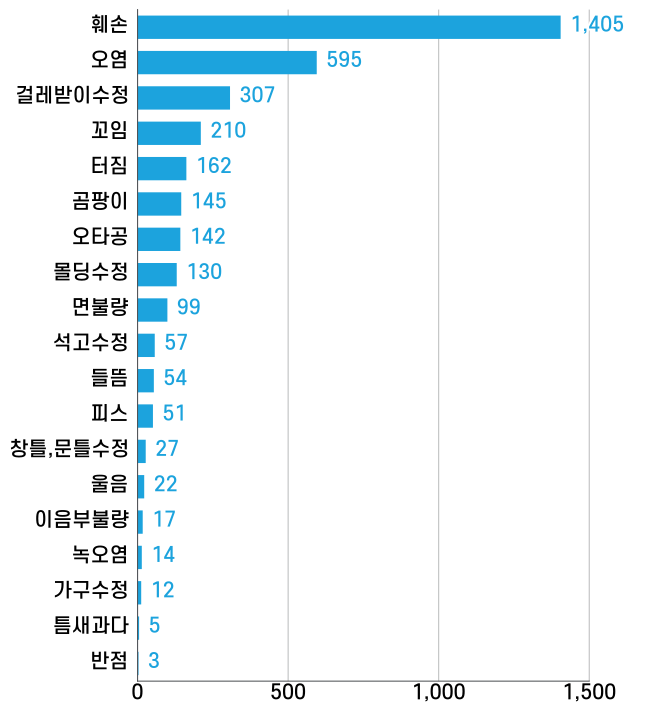 훼손 1,405
오염 595
걸레받이수정 307
꼬임 210
터짐 162
곰팡이 145
오타공 142
몰딩수정 130
면불량 99
석고수정 57
들뜸 54
피스 51
창틀,문틀수정 27
울음 22
이음부불량 17
녹오염 14
가구수정 12
틈새과다 5
반점 3
0 500 1,000 1,500